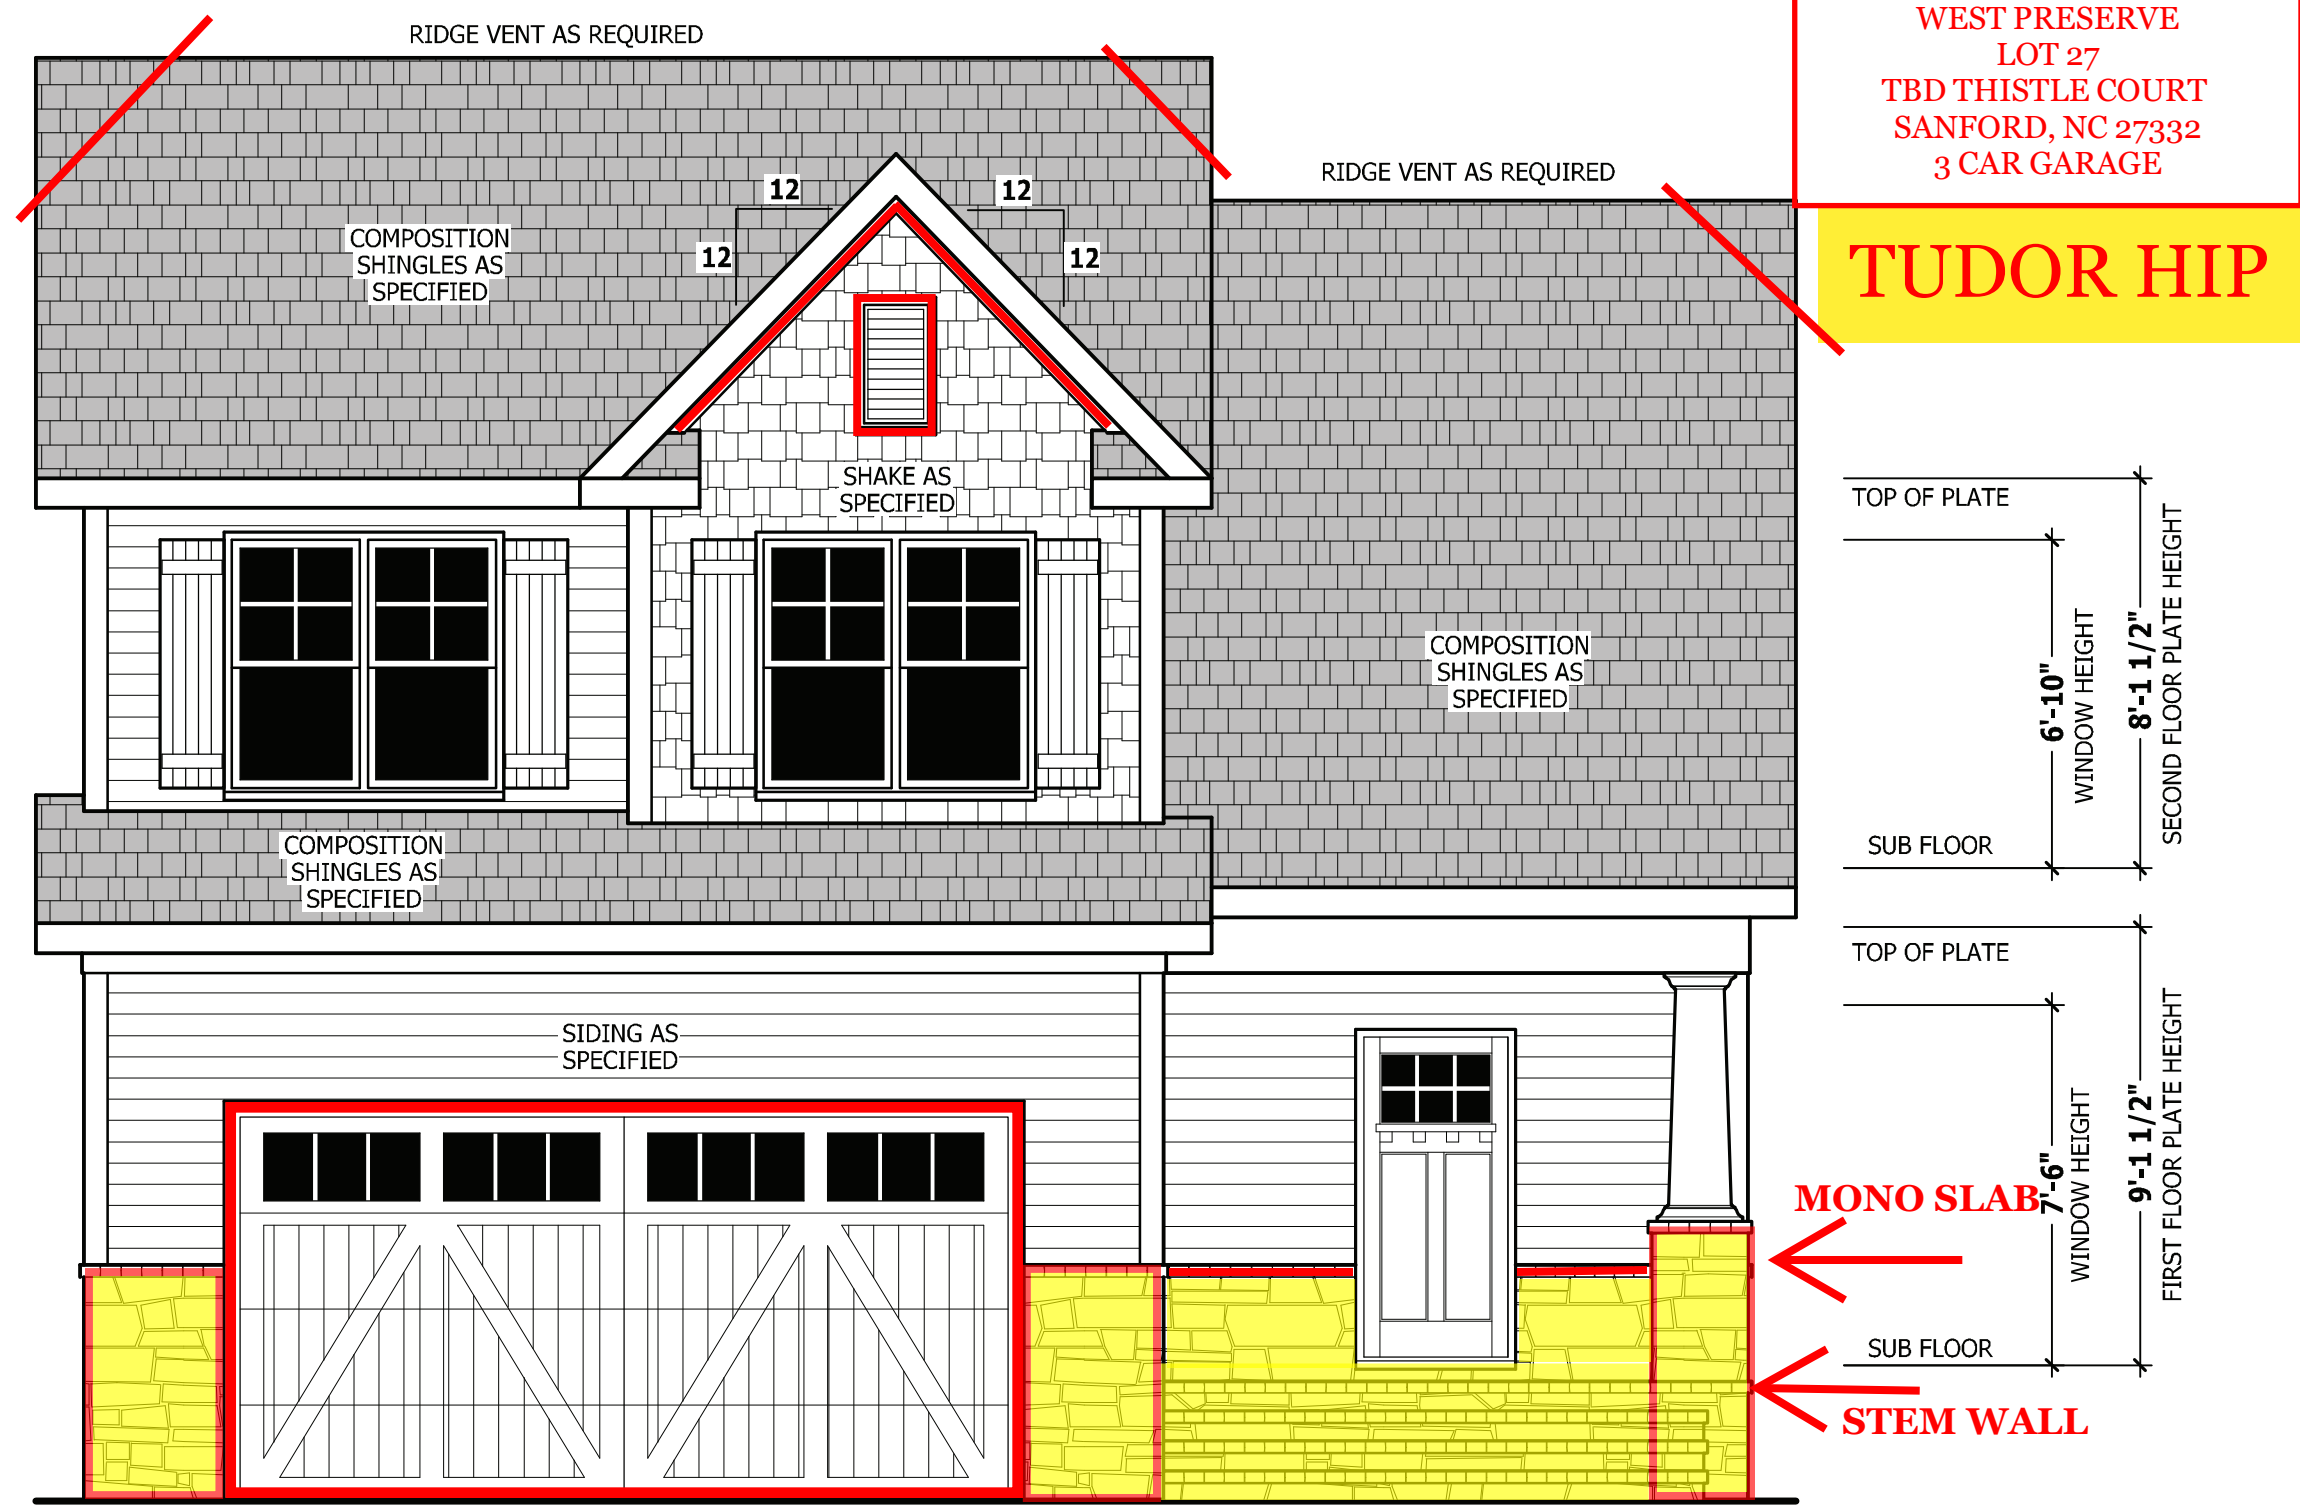 RIDGE VENT AS REQUIRED
WEST PRESERVE
LOT 27
TBD THISTLE COURT
SANFORD, NC 27332
3 CAR GARAGE
RIDGE VENT AS REQUIRED
TUDOR HIP
12
12
12
12
COMPOSITION
SHINGLES AS
SPECIFIED
SHAKE AS
SPECIFIED
TOP OF PLATE
COMPOSITION
SHINGLES AS
SPECIFIED
6'-10"
WINDOW HEIGHT
8'-1 1/2"
SECOND FLOOR PLATE HEIGHT
SUB FLOOR
COMPOSITION
SHINGLES AS
SPECIFIED
TOP OF PLATE
SIDING AS
SPECIFIED
7'-6"
WINDOW HEIGHT
9'-1 1/2"
FIRST FLOOR PLATE HEIGHT
MONO SLAB
SUB FLOOR
STEM WALL